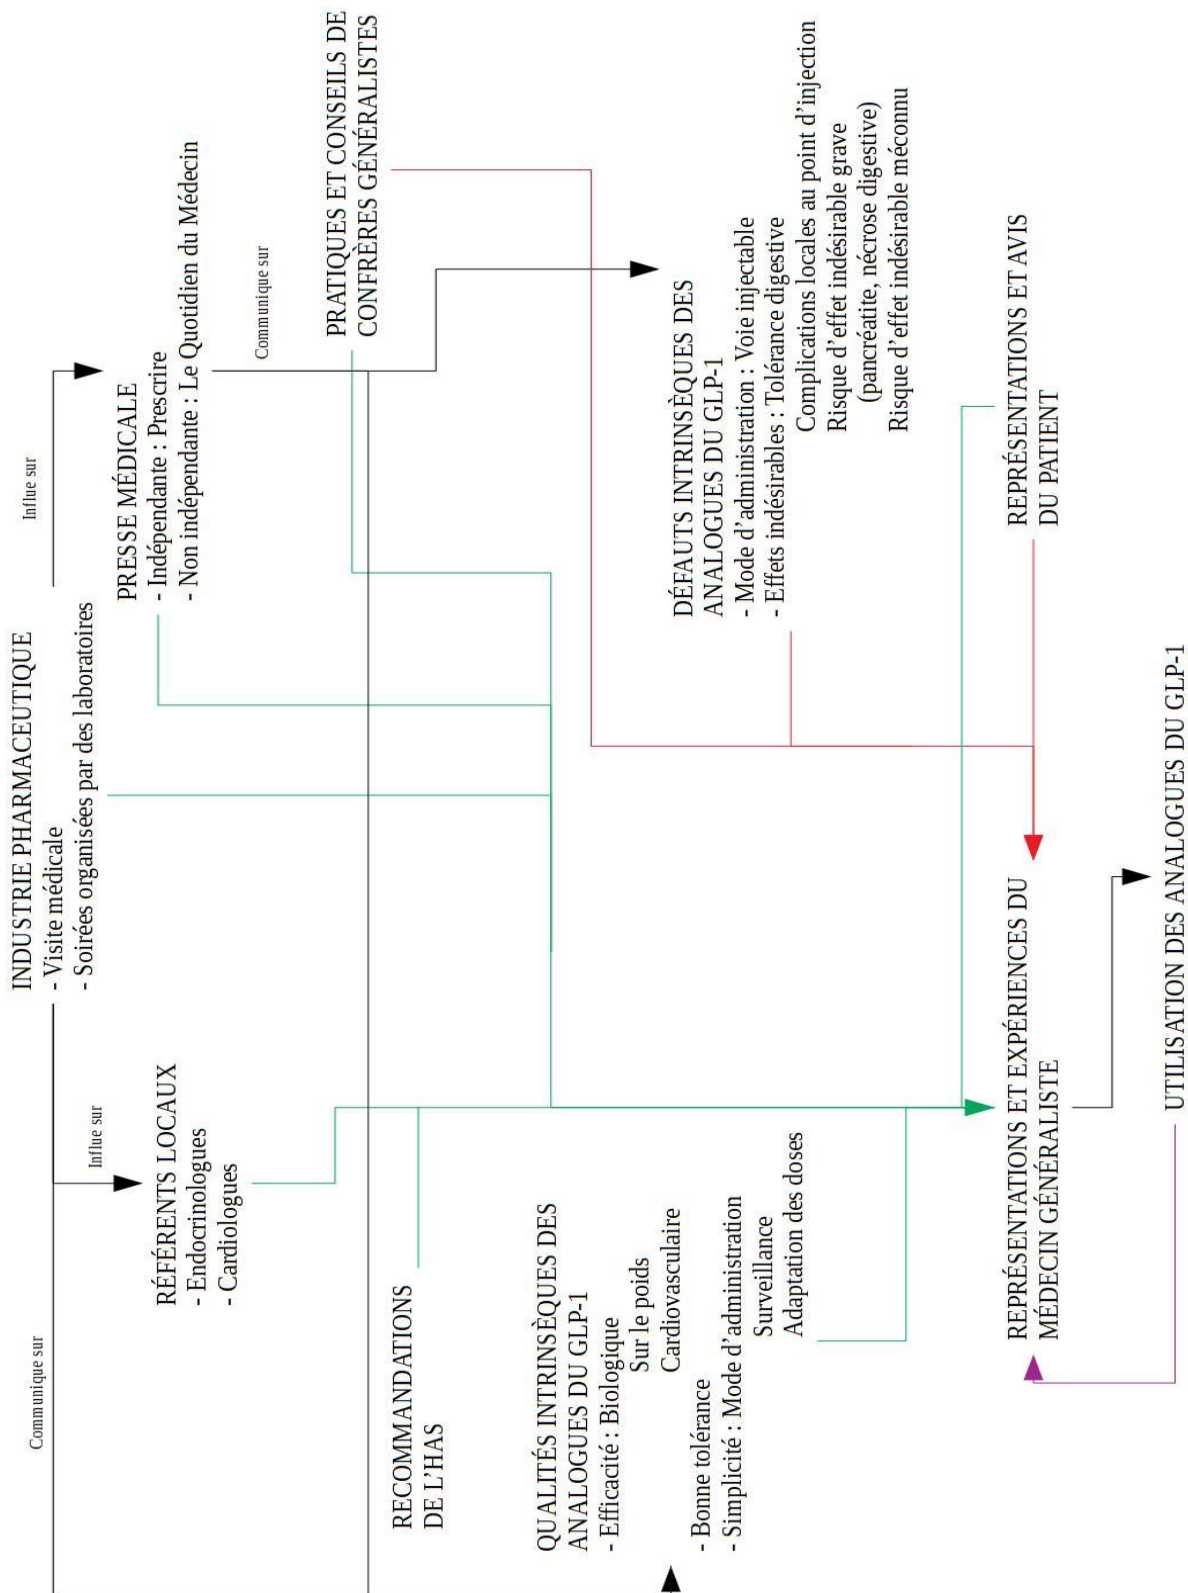 INDUSTRIE PHARMACEUTIQUE
- Visite médicale
- Soirées organisées par des laboratoires
Communique sur
Influe sur
Influe sur
RÉFÉRENTS LOCAUX
- Endocrinologues
- Cardiologues
PRESSE MÉDICALE
- Indépendante : Prescrire
- Non indépendante : Le Quotidien du Médecin
Communique sur
RECOMMANDATIONS
DE L'HAS
PRATIQUES ET CONSEILS DE
CONFRÈRES GÉNÉRALISTES
QUALITÉS INTRINSÈQUES DES
ANALOGUES DU GLP-1
- Efficacité : Biologique
Sur le poids
Cardiovasculaire
- Bonne tolérance
- Simplicité : Mode d'administration
Surveillance
Adaptation des doses
DÉFAUTS INTRINSÈQUES DES
ANALOGUES DU GLP-1
- Mode d'administration : Voie injectable
- Effets indésirables : Tolérance digestive
Complications locales au point d'injection
Risque d'effet indésirable grave
(pancréatite, nécrose digestive)
Risque d'effet indésirable méconnu
REPRÉSENTATIONS ET EXPÉRIENCES DU
MÉDECIN GÉNÉRALISTE
REPRÉSENTATIONS ET AVIS
DU PATIENT
UTILISATION DES ANALOGUES DU GLP-1